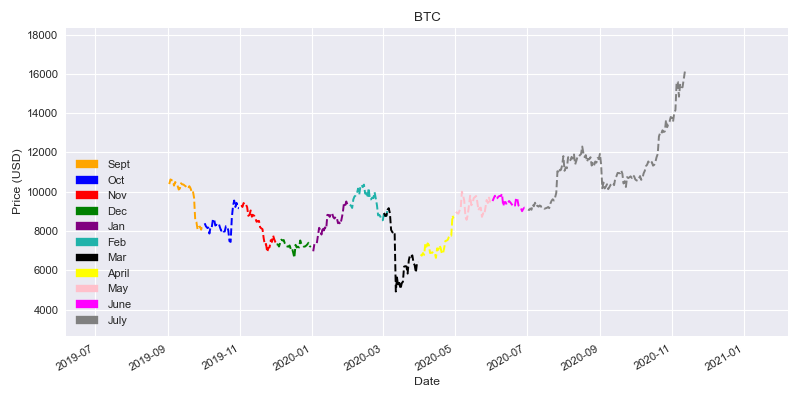 BTC
18000
16000
14000
12000
10000
8000
6000
4000
Price (USD)
Sept
Oct
Nov
Dec
Jan
Feb
Mar
April
May
June
July
2019-07
2019-09
2019-11
2020-01
2020-03
2020-05
2020-07
2020-09
2020-11
2021-01
Date